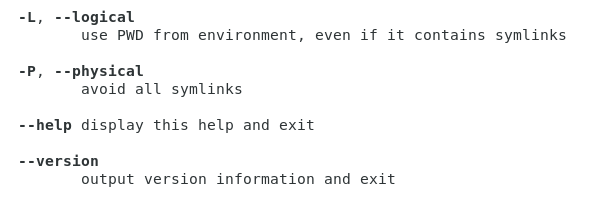 -L, --logical
use PWD from environment, even if it contains symlinks
-P, --physical
avoid all symlinks
--help display this help and exit
--version
output version information and exit